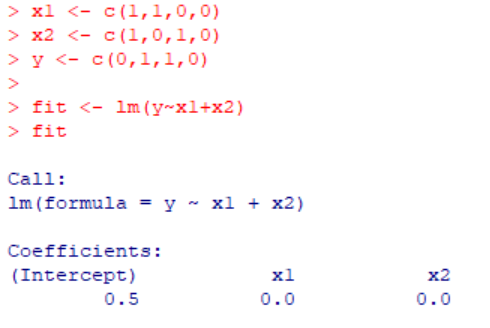 > x1 <- c(1,1,0,0)
> x2 <- c(1,0,1,0)
> y <- c(0,1,1,0)
>
> fit <- lm(y~x1+x2)
> fit
Call:
lm(formula = y ~ x1 + x2)
Coefficients:
(Intercept) x1 x2
0.5 0.0 0.0